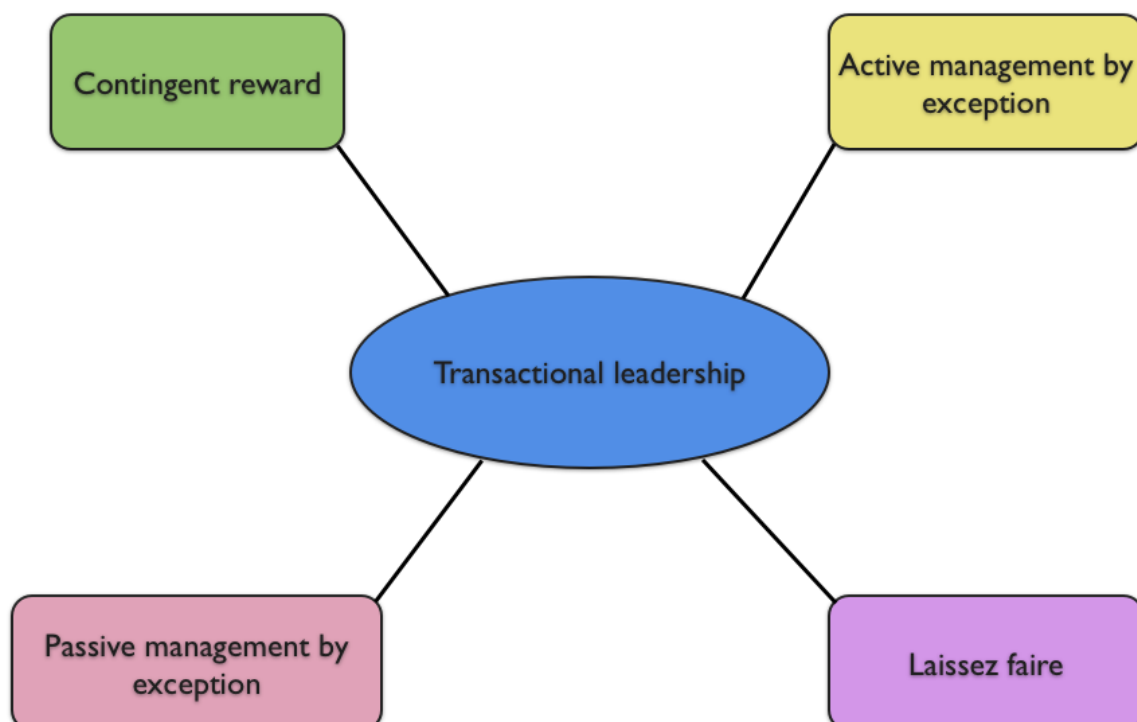 Contingent reward
Active management by
exception
Transactional leadership
Passive management by
exception
Laissez faire